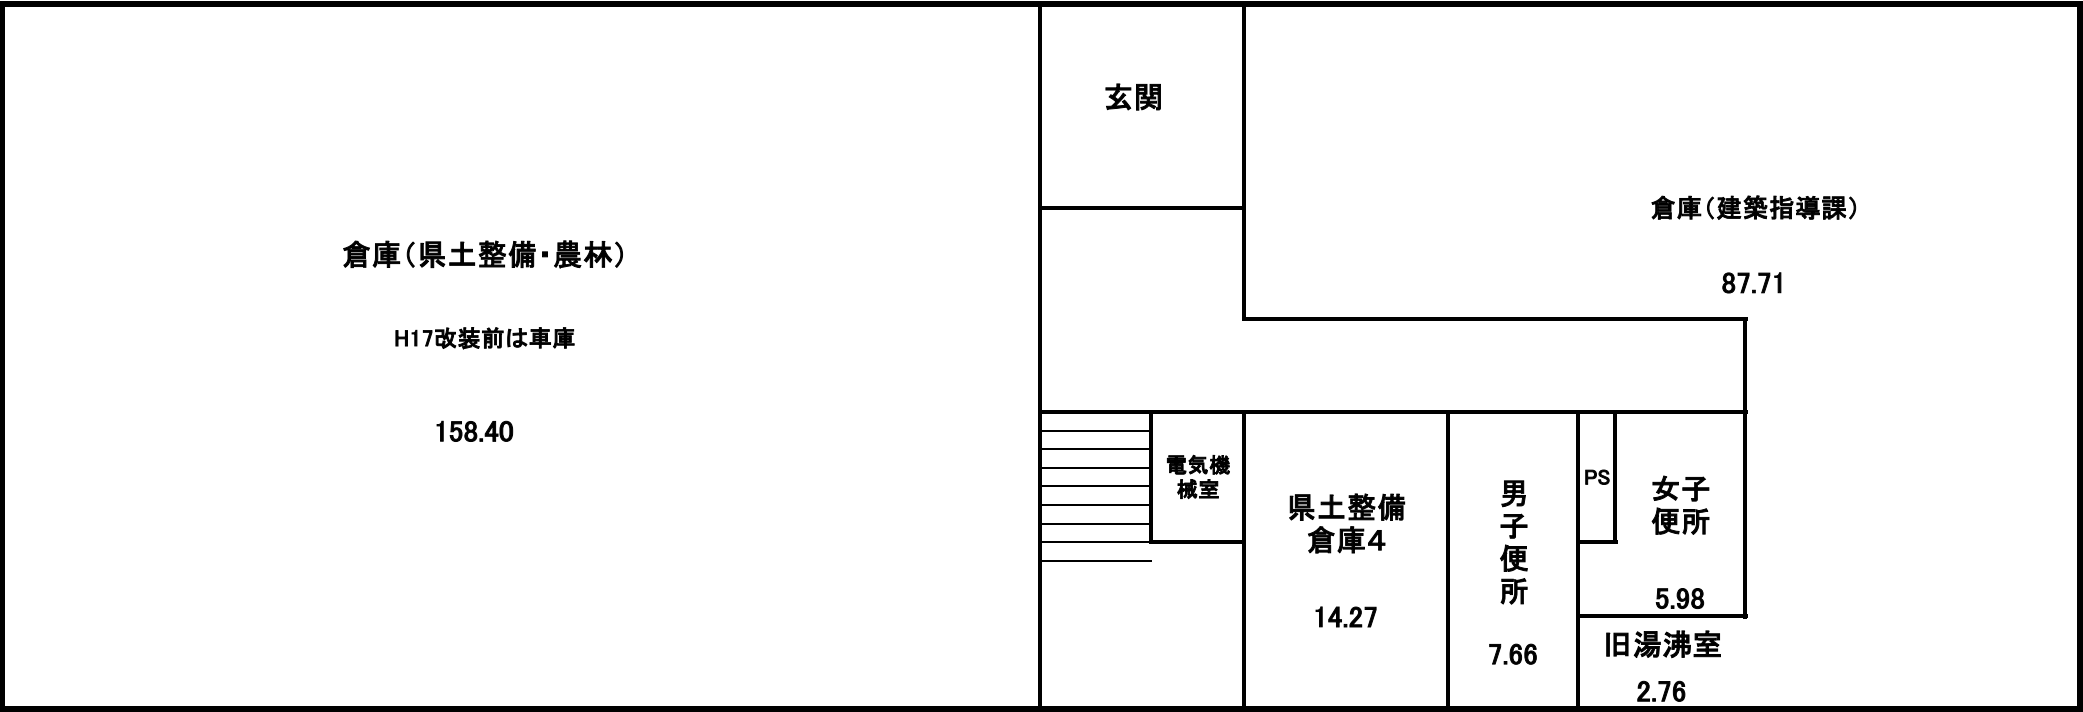 玄関
倉庫（県土整備・農林）
H17改装前は車庫
158.40
倉庫（建築指導課）
87.71
電気機
械室
県土整備
倉庫４
14.27
男
子
便
所
7.66
PS
女子
便所
5.98
旧湯沸室
2.76